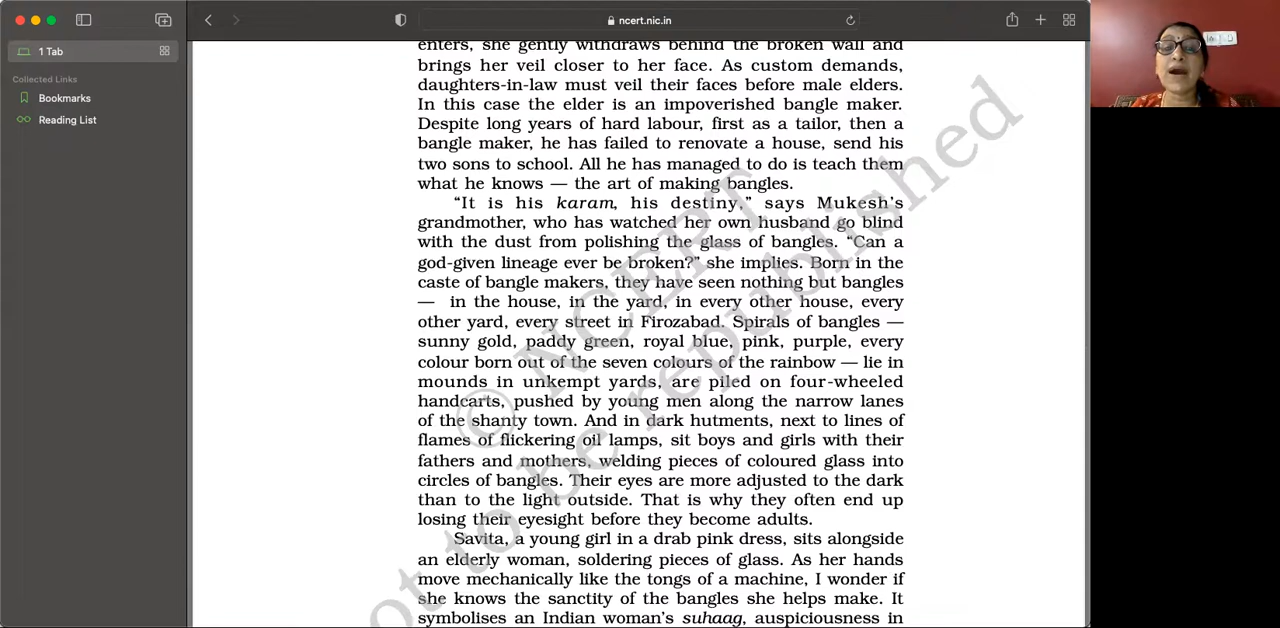 ncert.nic.in
1 Tab
Collected Links
Bookmarks
Reading List
enters, she gently withdraws behind the broken wall and
brings her veil closer to her face. As custom demands,
daughters-in-law must veil their faces before male elders.
In this case the elder is an impoverished bangle maker.
Despite long years of hard labour, first as a tailor, then a
bangle maker, he has failed to renovate a house, send his
two sons to school. All he has managed to do is teach them
what he knows — the art of making bangles.
“It is his karam, his destiny,” says Mukesh’s
grandmother, who has watched her own husband go blind
with the dust from polishing the glass of bangles. “Can a
god-given lineage ever be broken?” she implies. Born in the
caste of bangle makers, they have seen nothing but bangles
— in the house, in the yard, in every other house, every
other yard, every street in Firozabad. Spirals of bangles —
sunny gold, paddy green, royal blue, pink, purple, every
colour born out of the seven colours of the rainbow — lie in
mounds in unkempt yards, are piled on four-wheeled
handcarts, pushed by young men along the narrow lanes
of the shanty town. And in dark hutments, next to lines of
flames of flickering oil lamps, sit boys and girls with their
fathers and mothers, welding pieces of coloured glass into
circles of bangles. Their eyes are more adjusted to the dark
than to the light outside. That is why they often end up
losing their eyesight before they become adults.
Savita, a young girl in a drab pink dress, sits alongside
an elderly woman, soldering pieces of glass. As her hands
move mechanically like the tongs of a machine, I wonder if
she knows the sanctity of the bangles she helps make. It
symbolises an Indian woman’s suhaag, auspiciousness in
© NCERT
not to be republished